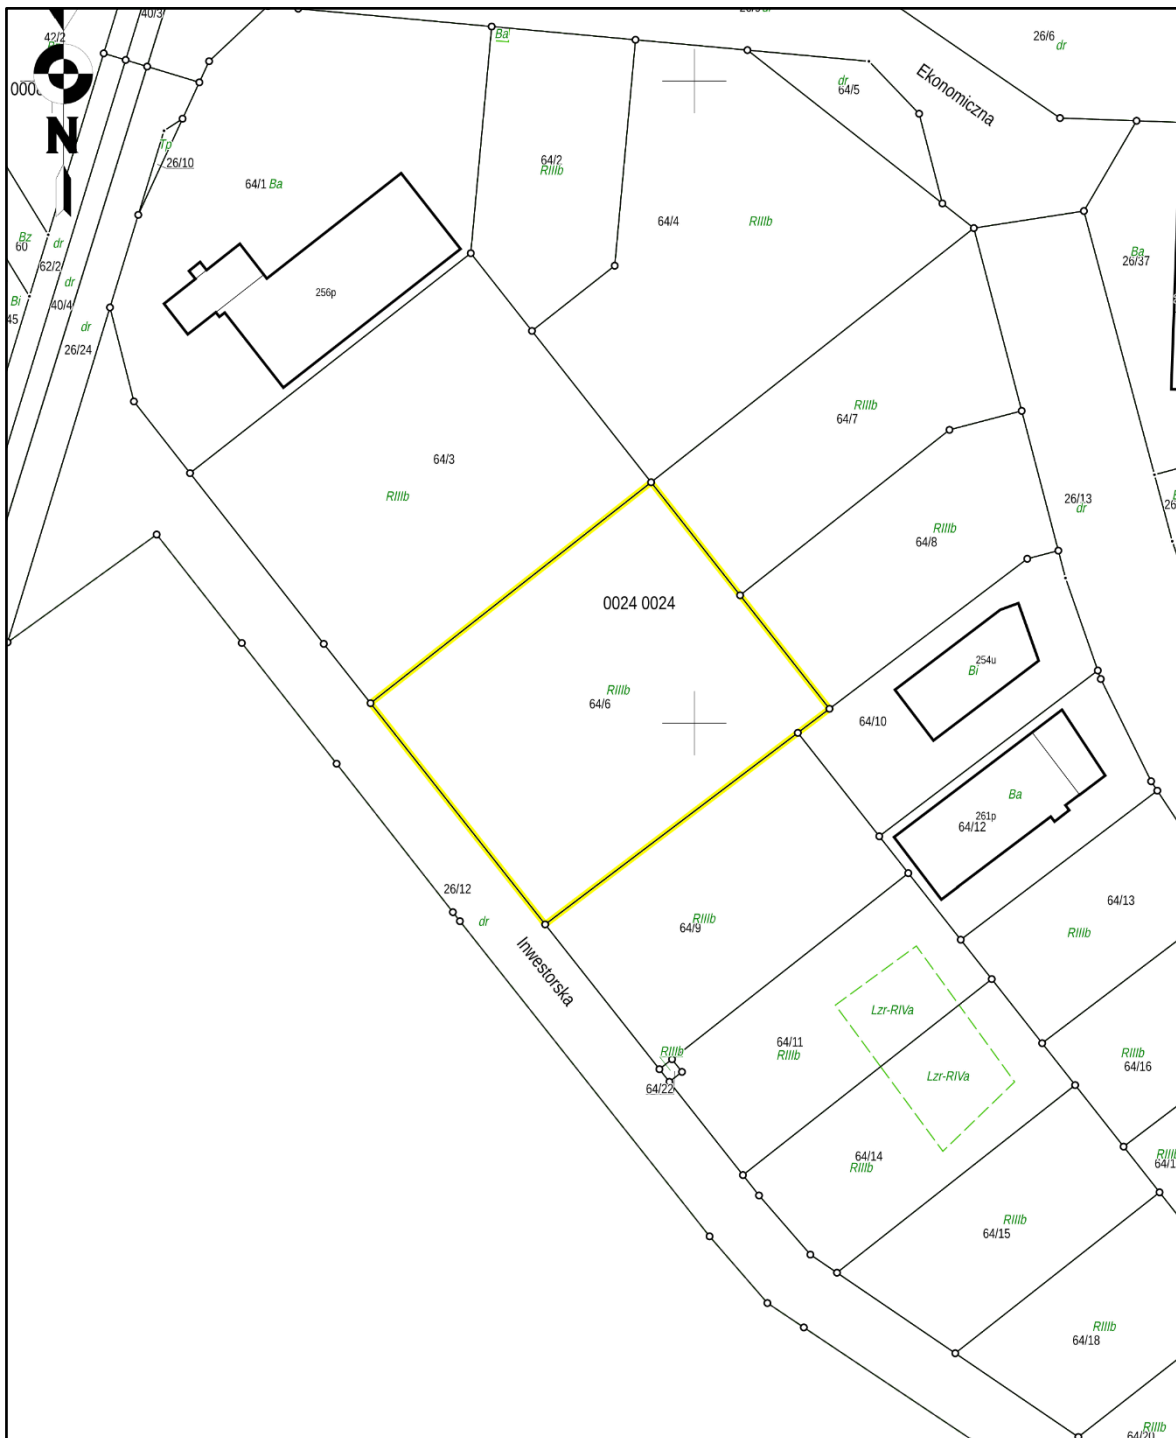 40/3
42/2
Ba
26/6
dr
dr
64/5
Ekonomiczna
N
Tp
26/10
64/1 Ba
64/2
RIIIb
64/4
RIIIb
Bz
60
dr
62/2
dr
Ba
26/37
Bi
45
40/4
dr
26/24
256p
64/3
RIIIb
RIIIb
64/7
26/13
dr
RIIIb
64/8
0024 0024
RIIIb
64/6
254u
Bi
64/10
Ba
261p
64/12
26/12
dr
Inwestorska
RIIIb
64/9
64/13
RIIIb
Lzr-RIVa
64/11
RIIIb
RIIIb
64/22
Lzr-RIVa
RIIIb
64/16
64/14
RIIIb
RIIIb
64/15
RIIIb
64/18
RIIIb
64/20